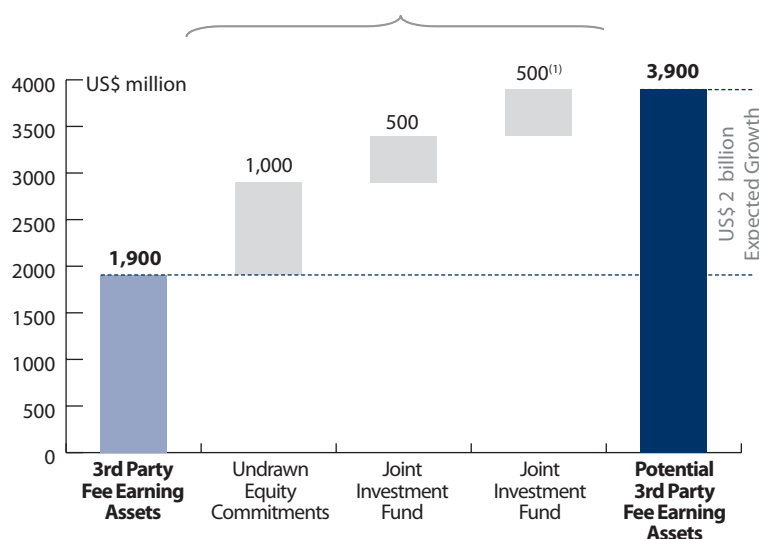 US$ million
4000
3500
3000
2500
2000
1500
1000
500
0
1,900
1,000
500
500(1)
3,900
US$ 2 billion
Expected Growth
3rd Party
Fee Earning
Assets
Undrawn
Equity
Commitments
Joint
Investment
Fund
Joint
Investment
Fund
Potential
3rd Party
Fee Earning
Assets